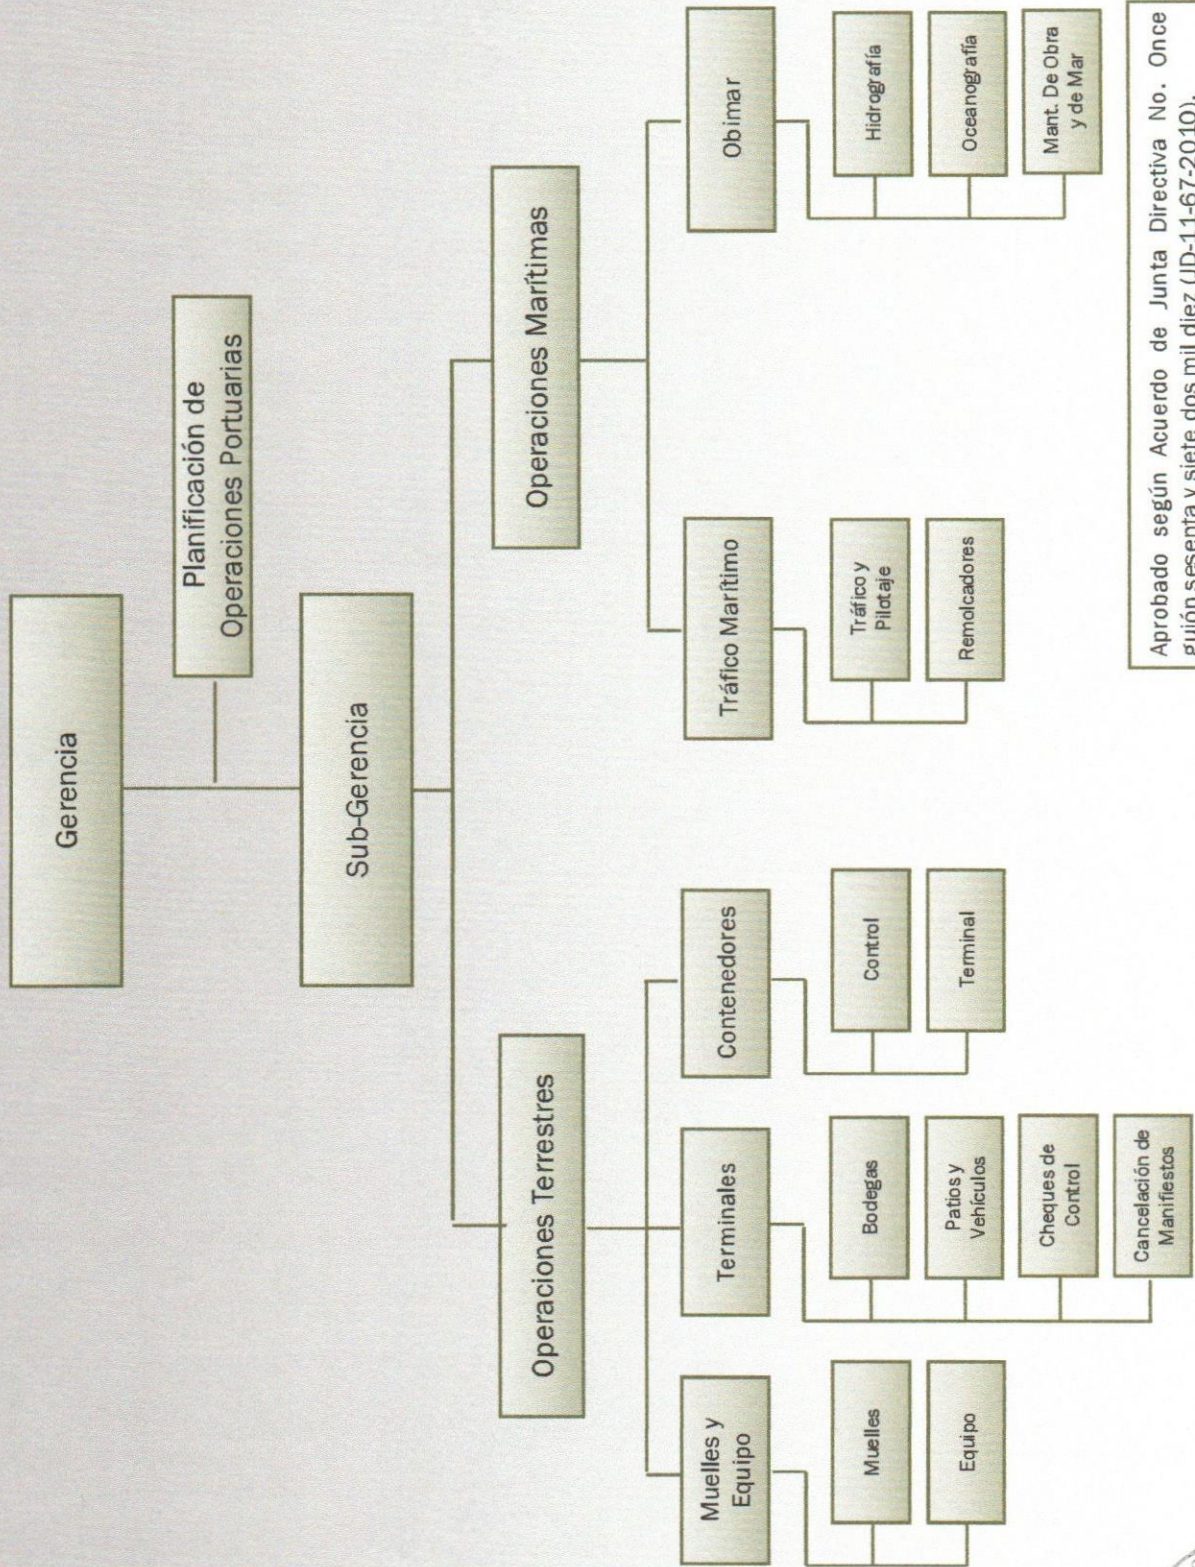 Gerencia
Planificación de
Operaciones Portuarias
Sub-Gerencia
Operaciones Terrestres
Operaciones Marítimas
Muelles y
Equipo
Terminales
Contenedores
Tráfico Marítimo
Obimar
Muelles
Equipo
Bodegas
Patios y
Vehículos
Cheques de
Control
Cancelación de
Manifiestos
Control
Terminal
Tráfico y
Pilotaje
Remolcadores
Hidrografía
Oceanografía
Mant. De Obra
y de Mar
Aprobado según Acuerdo de Junta Directiva No. Once
guión sesenta y siete dos mil diez (JD-11-67-2010).